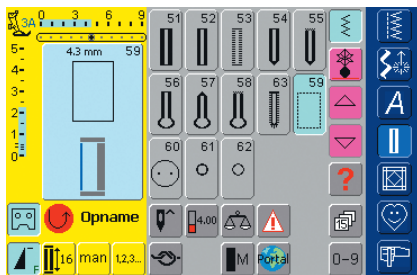 3A 0 3 6 9
5-
4-
3-
2-
1-
0-
4.3 mm 59
51 52 53 54 55
56 57 58 63 59
60 61 62
A
?
Opname
4.00
15
F
16 man 1,2,3...
M Portal
0-9